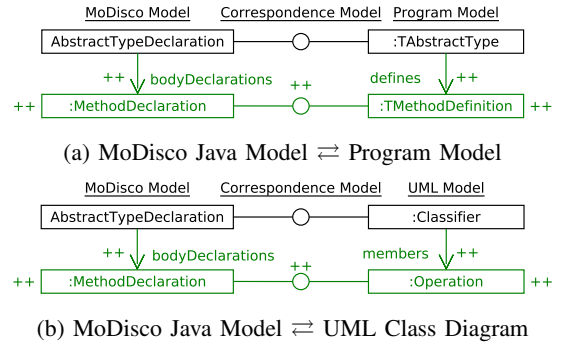 MoDisco Model Correspondence Model Program Model
AbstractTypeDeclaration :TAbstractType
++ bodyDeclarations ++ defines ++
++ :MethodDeclaration :TMethodDefinition ++
(a) MoDisco Java Model ⇄ Program Model
MoDisco Model Correspondence Model UML Model
AbstractTypeDeclaration :Classifier
++ bodyDeclarations ++ members ++
++ :MethodDeclaration :Operation ++
(b) MoDisco Java Model ⇄ UML Class Diagram